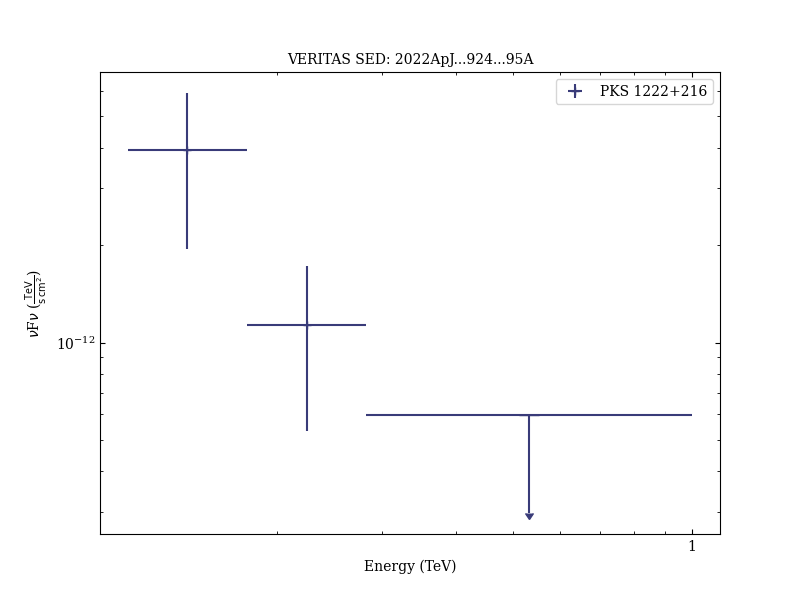 VERITAS SED: 2022ApJ...924...95A
PKS 1222+216
νFν (TeV / s cm²)
10⁻¹²
1
Energy (TeV)